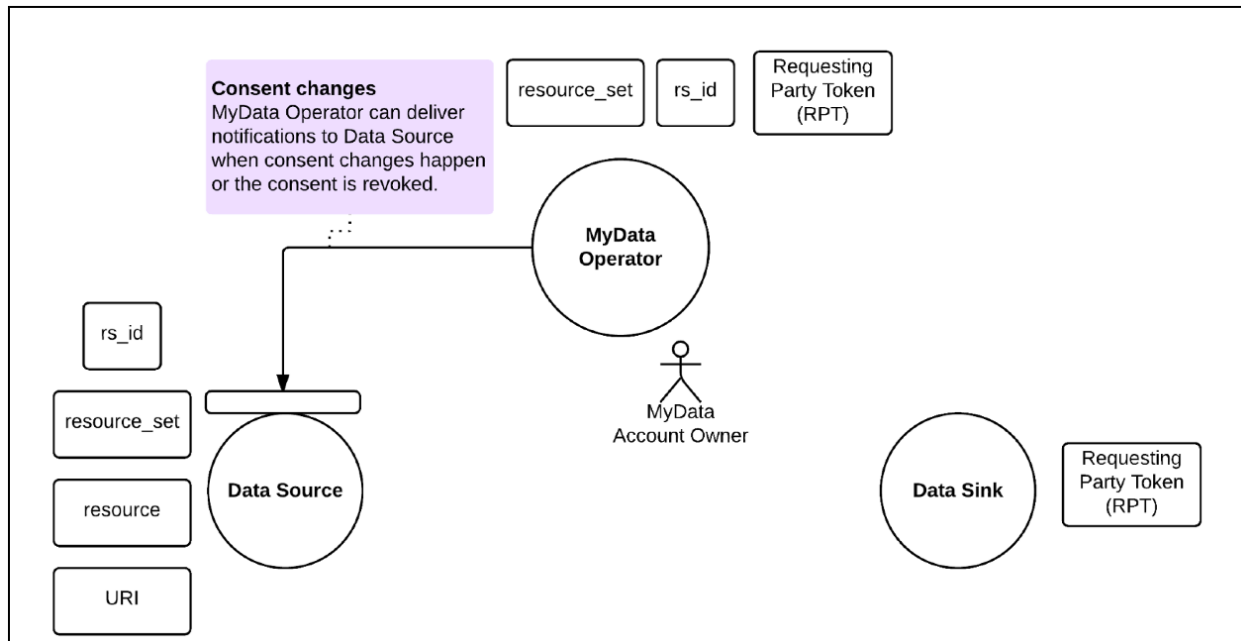 Consent changes
MyData Operator can deliver
notifications to Data Source
when consent changes happen
or the consent is revoked.
resource_set
rs_id
Requesting
Party Token
(RPT)
MyData
Operator
rs_id
resource_set
resource
URI
Data Source
MyData
Account Owner
Data Sink
Requesting
Party Token
(RPT)